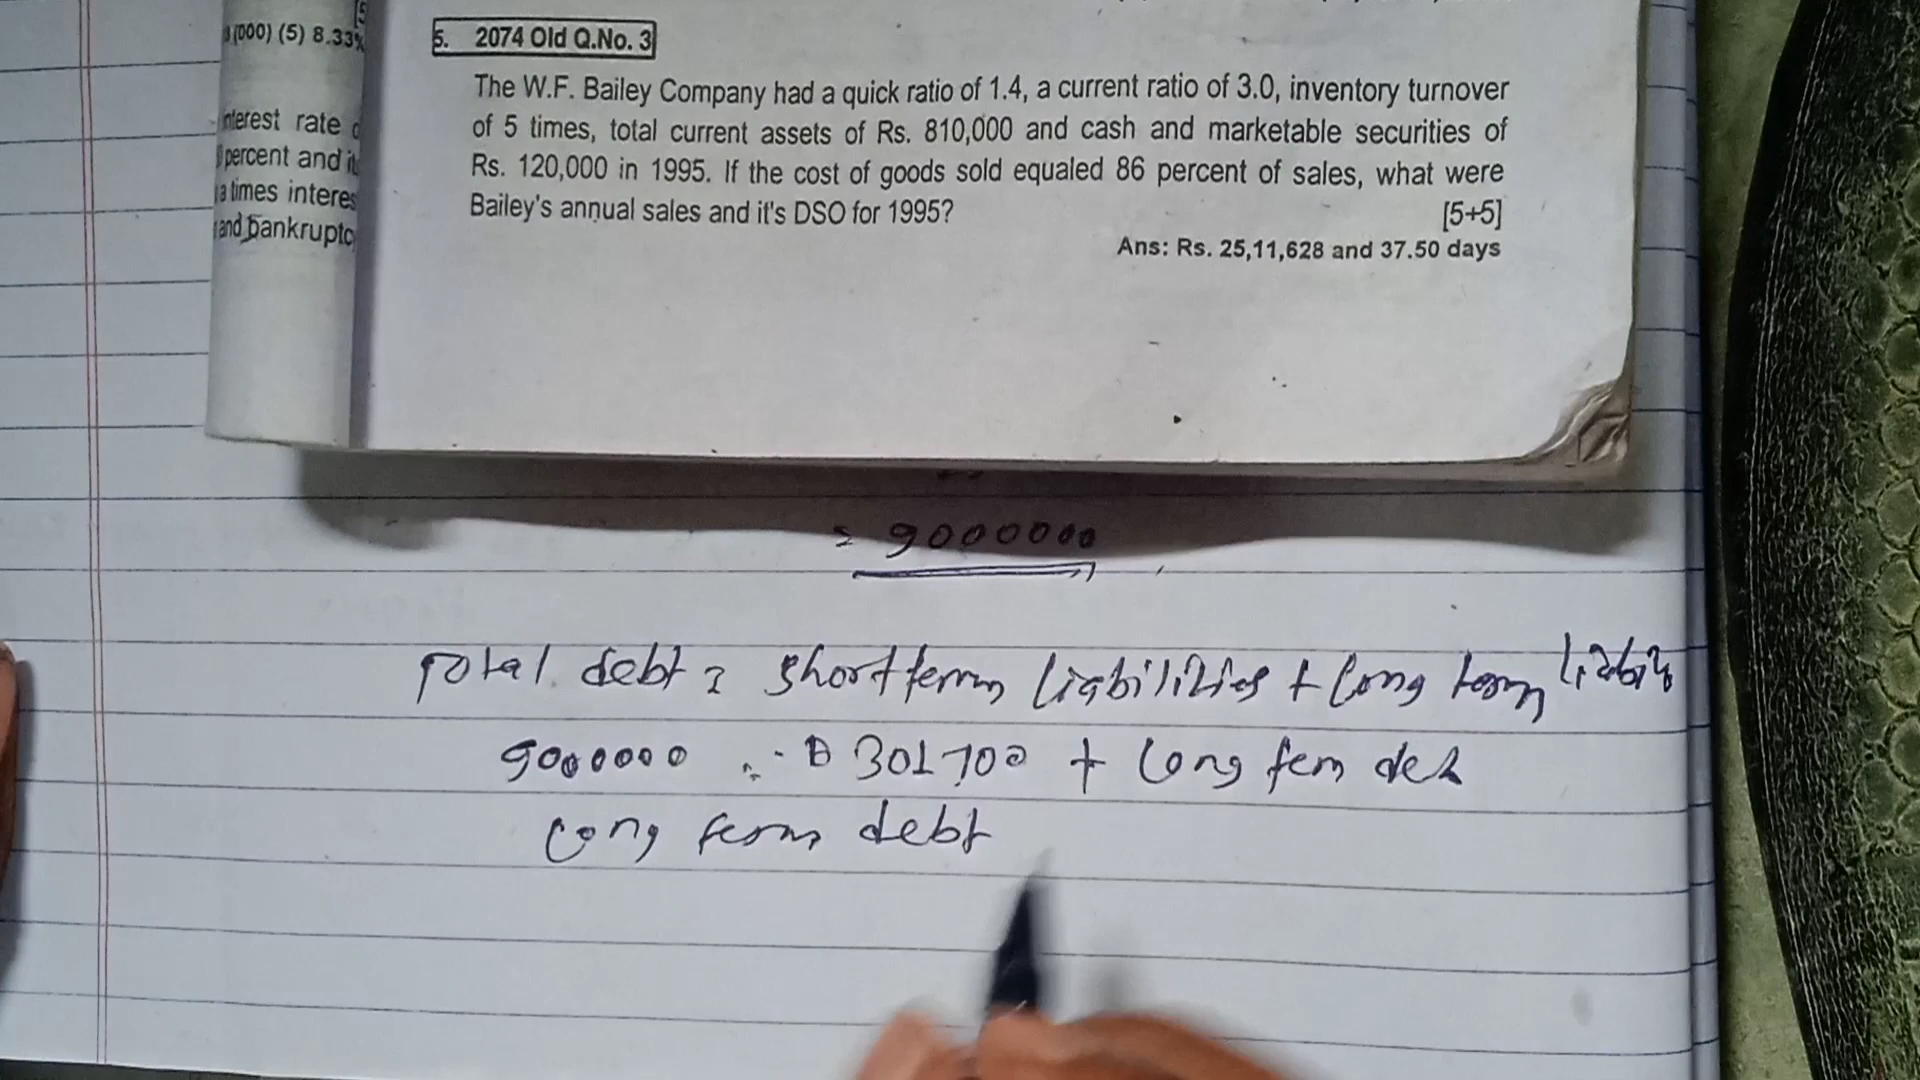 (000) (5) 8.33%
5. 2074 Old Q.No. 3
The W.F. Bailey Company had a quick ratio of 1.4, a current ratio of 3.0, inventory turnover
of 5 times, total current assets of Rs. 810,000 and cash and marketable securities of
Rs. 120,000 in 1995. If the cost of goods sold equaled 86 percent of sales, what were
Bailey's annual sales and it's DSO for 1995?
[5+5]
Ans: Rs. 25,11,628 and 37.50 days
nterest rate
percent and it
a times interes
and bankruptc
= 9000000
Total debt = Short term liabilities + long term liabi
9000000 = 301700 + long term deb
long term debt